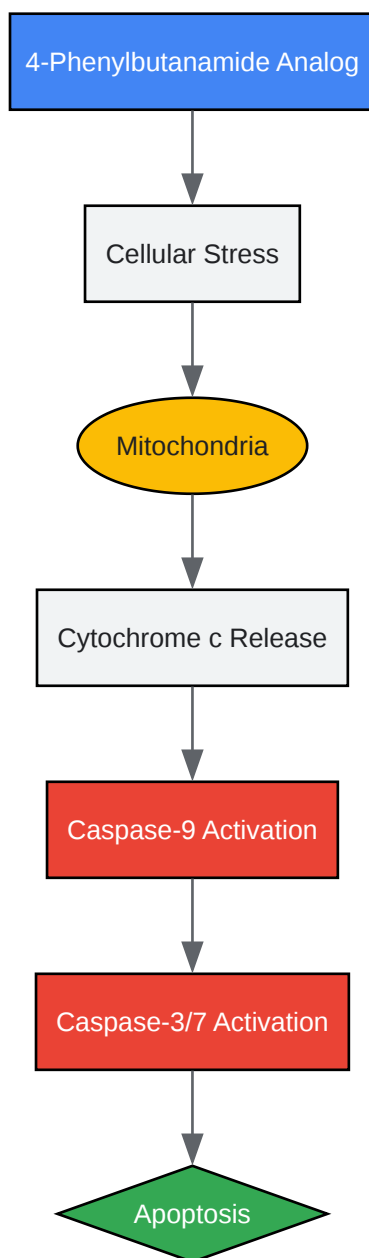 4-Phenylbutanamide Analog
Cellular Stress
Mitochondria
Cytochrome c Release
Caspase-9 Activation
Caspase-3/7 Activation
Apoptosis